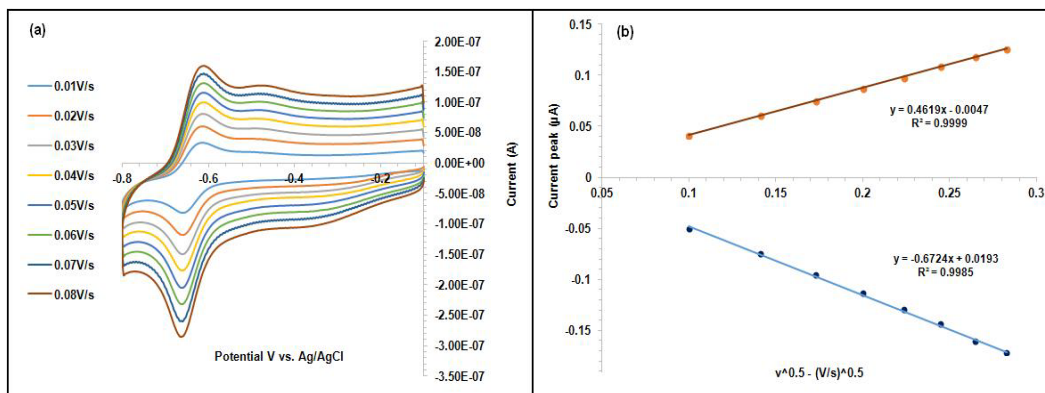 (a)
0.01V/s
0.02V/s
0.03V/s
0.04V/s
0.05V/s
0.06V/s
0.07V/s
0.08V/s
2.00E-07
1.50E-07
1.00E-07
5.00E-08
0.00E+00
-5.00E-08
-1.00E-07
-1.50E-07
-2.00E-07
-2.50E-07
-3.00E-07
-3.50E-07
-0.8 -0.6 -0.4 -0.2
Current (A)
Potential V vs. Ag/AgCl
(b)
0.15
0.1
0.05
0
-0.05
-0.1
-0.15
0.05 0.1 0.15 0.2 0.25 0.3
Current peak (µA)
y = 0.4619x - 0.0047
R² = 0.9999
y = -0.6724x + 0.0193
R² = 0.9985
v^0.5 - (V/s)^0.5